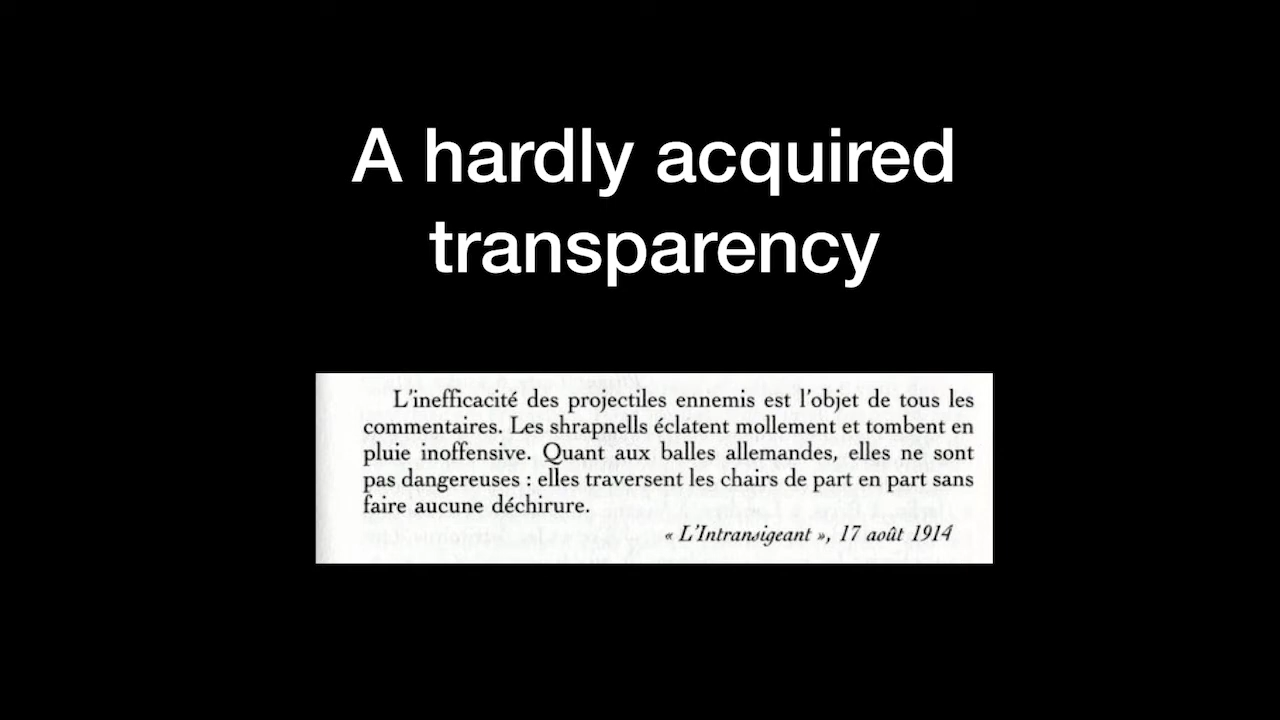 A hardly acquired
transparency
L'inefficacité des projectiles ennemis est l'objet de tous les
commentaires. Les shrapnells éclatent mollement et tombent en
pluie inoffensive. Quant aux balles allemandes, elles ne sont
pas dangereuses : elles traversent les chairs de part en part sans
faire aucune déchirure.
« L'Intransigeant », 17 août 1914